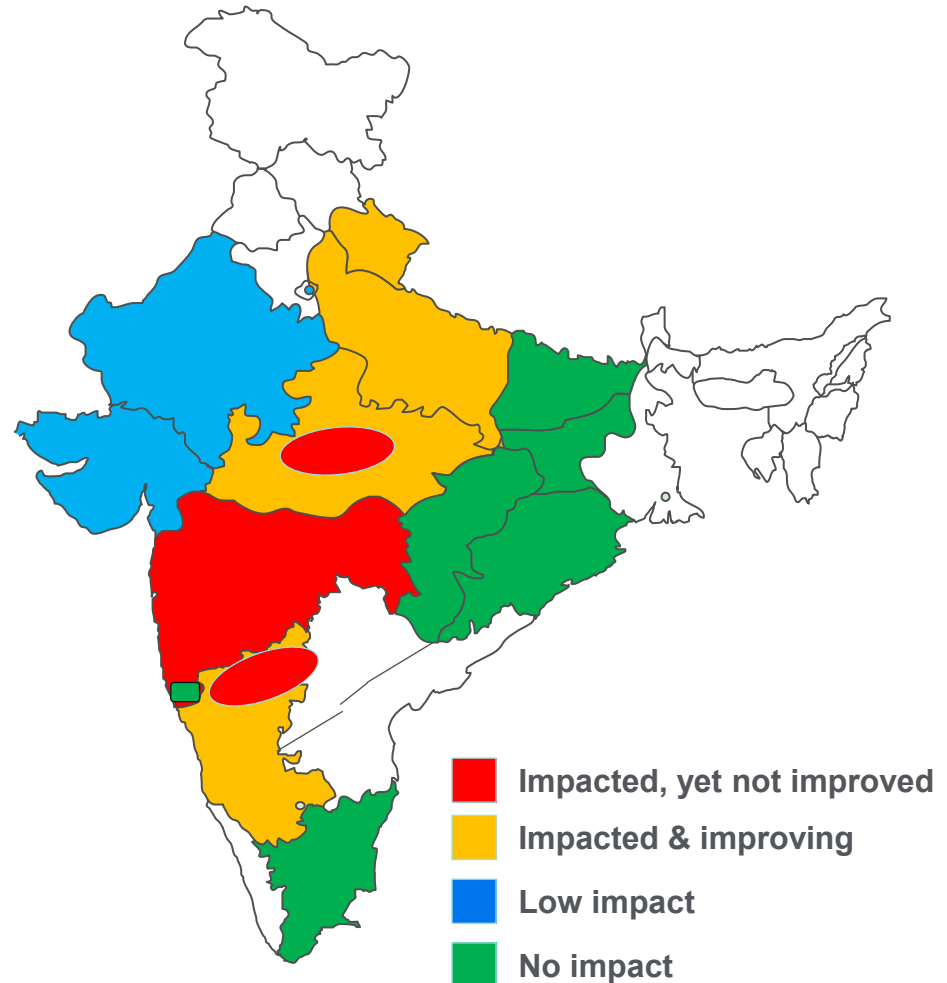 Impacted, yet not improved
Impacted & improving
Low impact
No impact